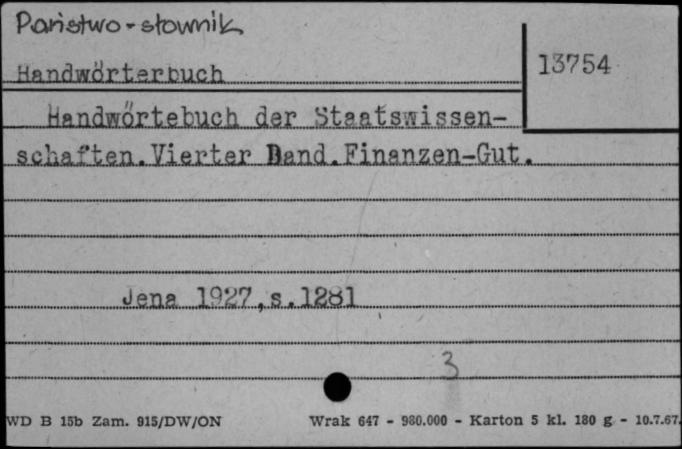 Państwo - słownik
Handwörterbuch
13754
Handwörtebuch der Staatswissen-
schaften. Vierter Band. Finanzen-Gut.
Jena 1927, s. 1281
3
WD B 15b Zam. 915/DW/ON Wrak 647 - 980.000 - Karton 5 kl. 180 g - 10.7.67.